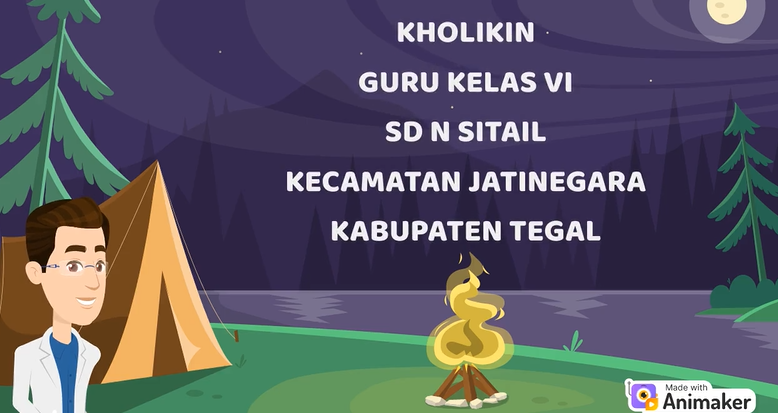 KHOLIKIN
GURU KELAS VI
SD N SITAIL
KECAMATAN JATINEGARA
KABUPATEN TEGAL
Made with
Animaker